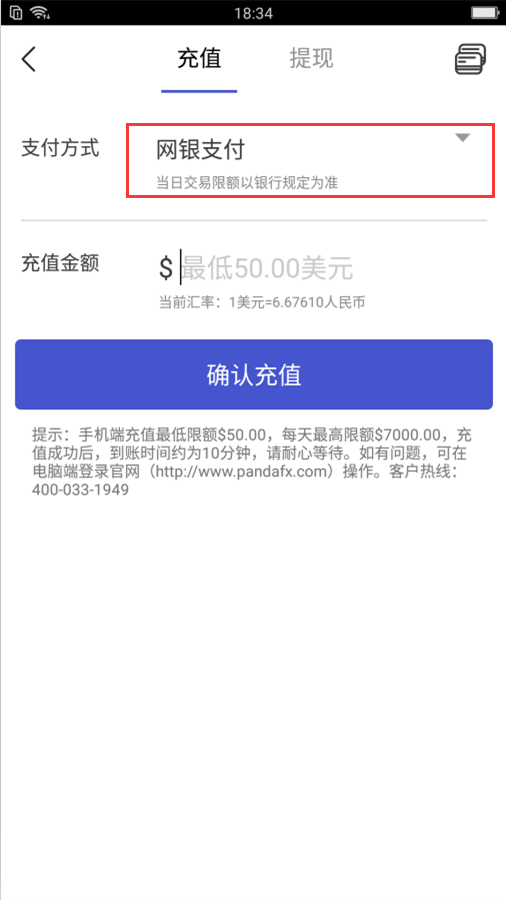 18:34
充值 提现
支付方式 网银支付
当日交易限额以银行规定为准
充值金额 $ 最低50.00美元
当前汇率：1美元=6.67610人民币
确认充值
提示：手机端充值最低限额$50.00，每天最高限额$7000.00，充
值成功后，到账时间约为10分钟，请耐心等待。如有问题，可在
电脑端登录官网（http://www.pandafx.com）操作。客户热线：
400-033-1949